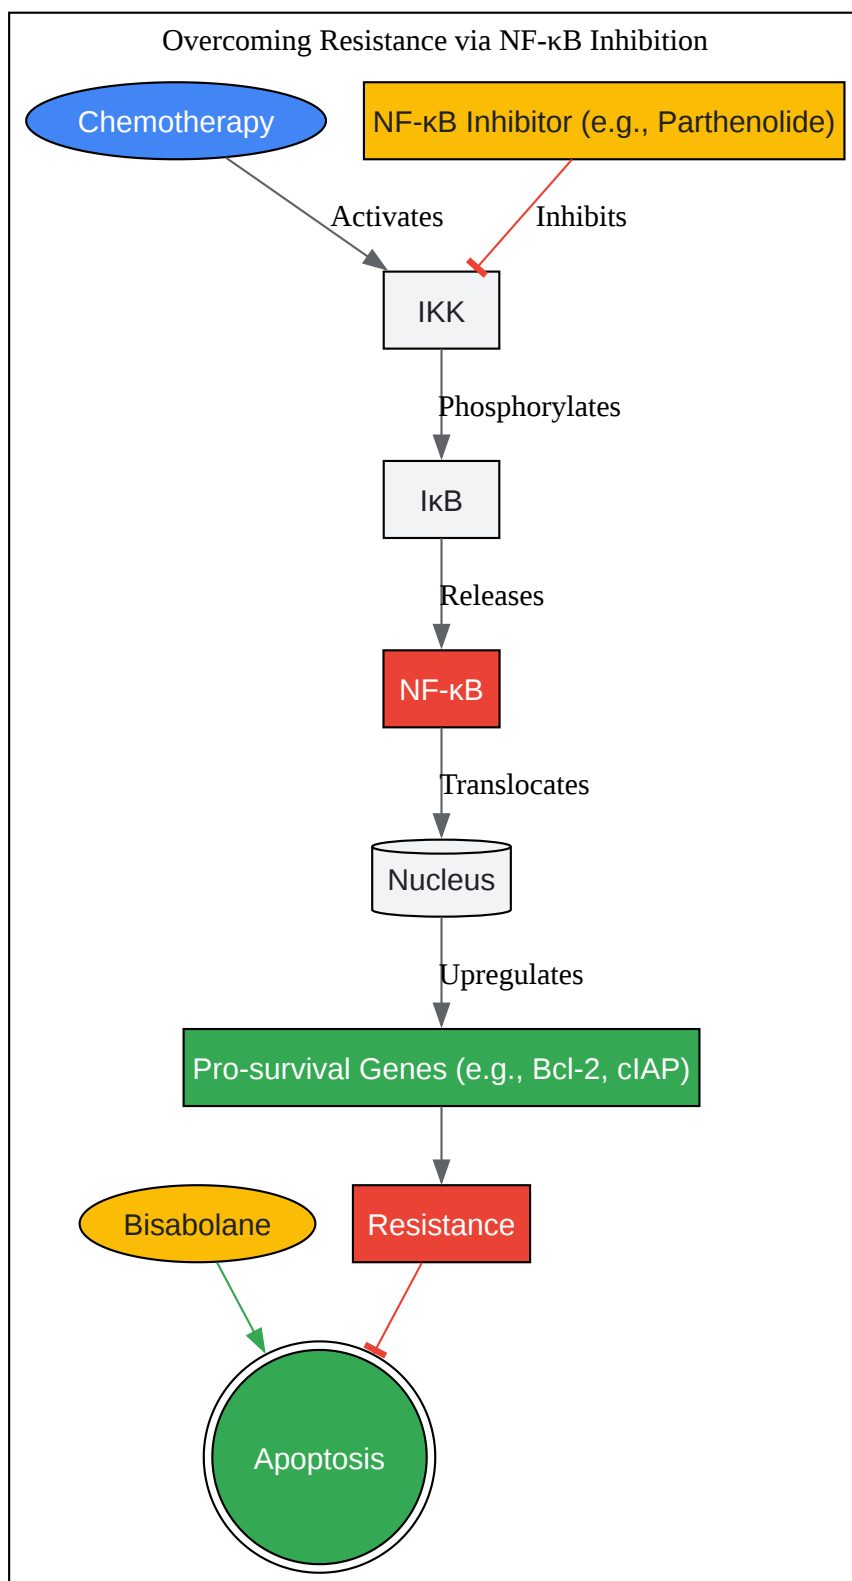 Overcoming Resistance via NF-κB Inhibition
Chemotherapy
NF-κB Inhibitor (e.g., Parthenolide)
Activates
Inhibits
IKK
Phosphorylates
IκB
Releases
NF-κB
Translocates
Nucleus
Upregulates
Pro-survival Genes (e.g., Bcl-2, cIAP)
Bisabolane
Resistance
Apoptosis